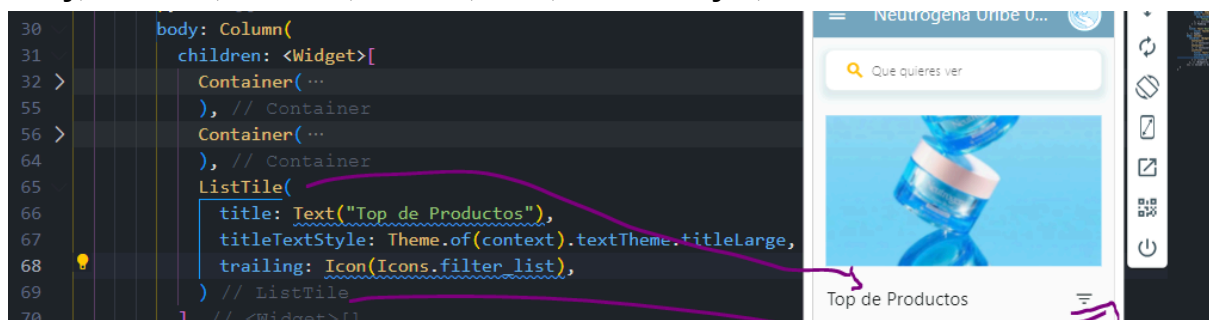 30 body: Column(
31 children: <Widget>[
32 > Container( ···
55 ), // Container
56 > Container( ···
64 ), // Container
65 ListTile(
66 title: Text("Top de Productos"),
67 titleTextStyle: Theme.of(context).textTheme.titleLarge,
68 trailing: Icon(Icons.filter_list),
69 ) // ListTile
70 ] // <Widget>[]
Neutrogena Uribe 0...
Que quieres ver
Top de Productos